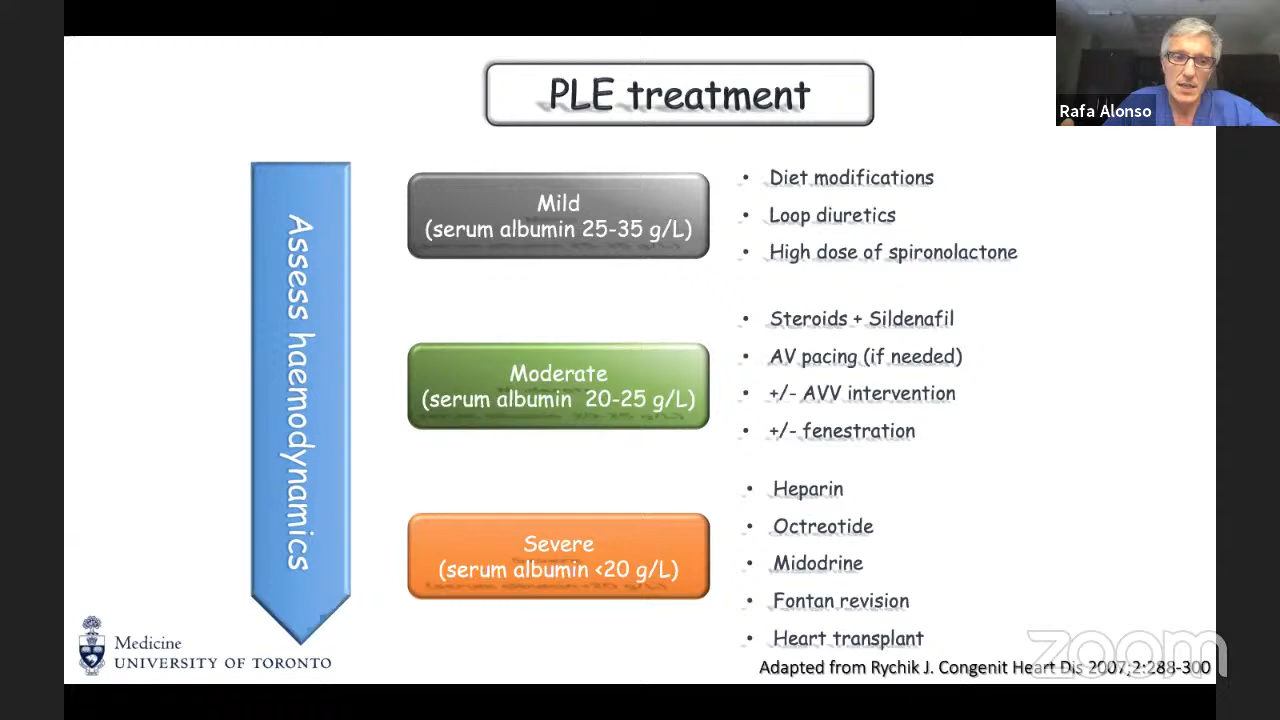 PLE treatment
Rafa Alonso
Assess haemodynamics
Mild
(serum albumin 25-35 g/L)
• Diet modifications
• Loop diuretics
• High dose of spironolactone
Moderate
(serum albumin 20-25 g/L)
• Steroids + Sildenafil
• AV pacing (if needed)
• +/- AVV intervention
• +/- fenestration
Severe
(serum albumin <20 g/L)
• Heparin
• Octreotide
• Midodrine
• Fontan revision
• Heart transplant
Medicine
UNIVERSITY OF TORONTO
zoom
Adapted from Rychik J. Congenit Heart Dis 2007;2:288-300